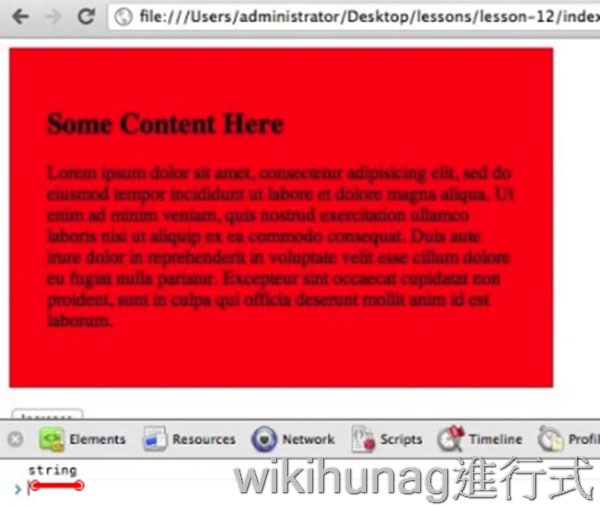 file:///Users/administrator/Desktop/lessons/lesson-12/index
Some Content Here
Lorem ipsum dolor sit amet, consectetur adipisicing elit, sed do
eiusmod tempor incididunt ut labore et dolore magna aliqua. Ut
enim ad minim veniam, quis nostrud exercitation ullamco
laboris nisi ut aliquip ex ea commodo consequat. Duis aute
irure dolor in reprehenderit in voluptate velit esse cillum dolore
eu fugiat nulla pariatur. Excepteur sint occaecat cupidatat non
proident, sunt in culpa qui officia deserunt mollit anim id est
laborum.
Elements Resources Network Scripts Timeline Profil
string
wikihunag進行式